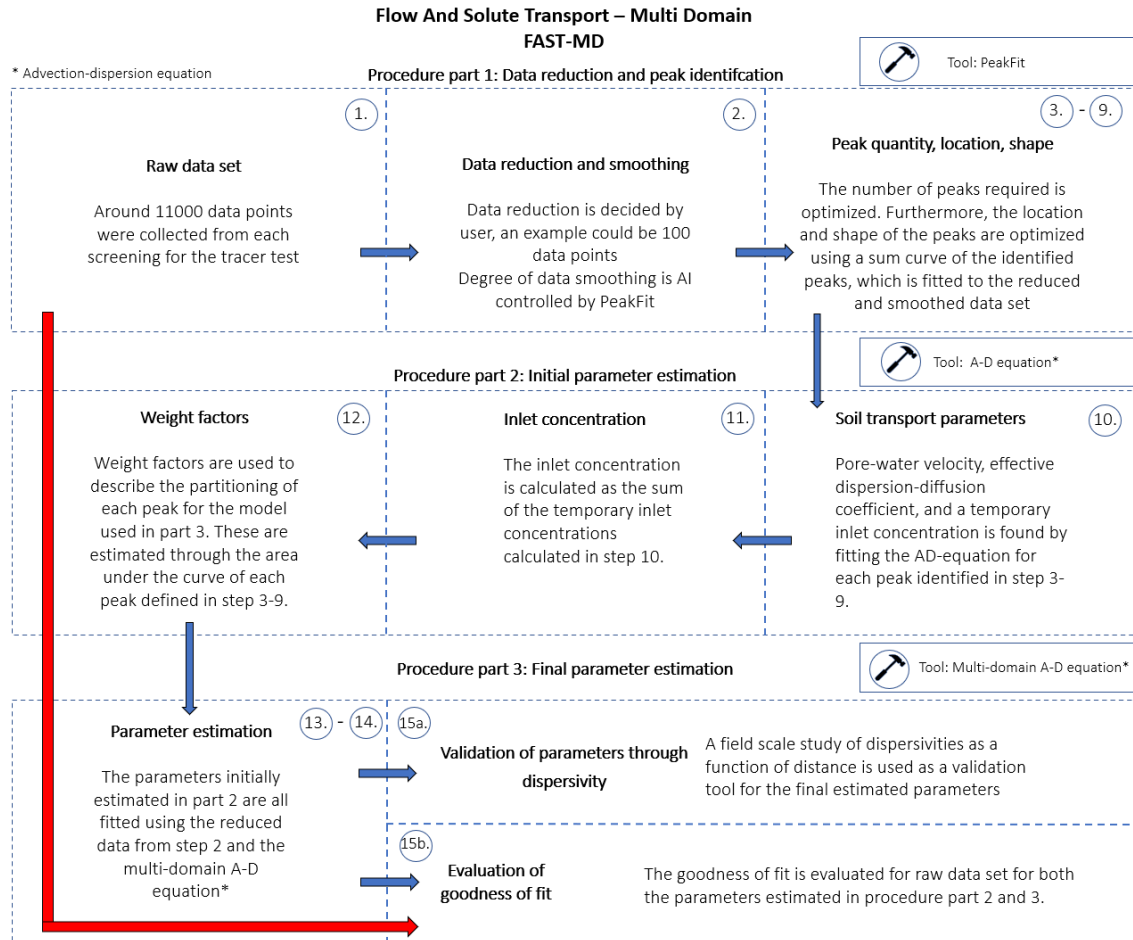 Flow And Solute Transport – Multi Domain
FAST-MD
* Advection-dispersion equation
Procedure part 1: Data reduction and peak identifcation
Tool: PeakFit
1.
Raw data set
Around 11000 data points
were collected from each
screening for the tracer test
2.
Data reduction and smoothing
Data reduction is decided by
user, an example could be 100
data points
Degree of data smoothing is AI
controlled by PeakFit
3. - 9.
Peak quantity, location, shape
The number of peaks required is
optimized. Furthermore, the location
and shape of the peaks are optimized
using a sum curve of the identified
peaks, which is fitted to the reduced
and smoothed data set
Procedure part 2: Initial parameter estimation
Tool: A-D equation*
Weight factors
12.
Weight factors are used to
describe the partitioning of
each peak for the model
used in part 3. These are
estimated through the area
under the curve of each
peak defined in step 3-9.
Inlet concentration
11.
The inlet concentration
is calculated as the sum
of the temporary inlet
concentrations
calculated in step 10.
Soil transport parameters
10.
Pore-water velocity, effective
dispersion-diffusion
coefficient, and a temporary
inlet concentration is found by
fitting the AD-equation for
each peak identified in step 3-
9.
Procedure part 3: Final parameter estimation
Tool: Multi-domain A-D equation*
13. - 14.
Parameter estimation
The parameters initially
estimated in part 2 are all
fitted using the reduced
data from step 2 and the
multi-domain A-D
equation*
15a.
Validation of parameters through
dispersivity
A field scale study of dispersivities as a
function of distance is used as a validation
tool for the final estimated parameters
15b.
Evaluation of
goodness of fit
The goodness of fit is evaluated for raw data set for both
the parameters estimated in procedure part 2 and 3.